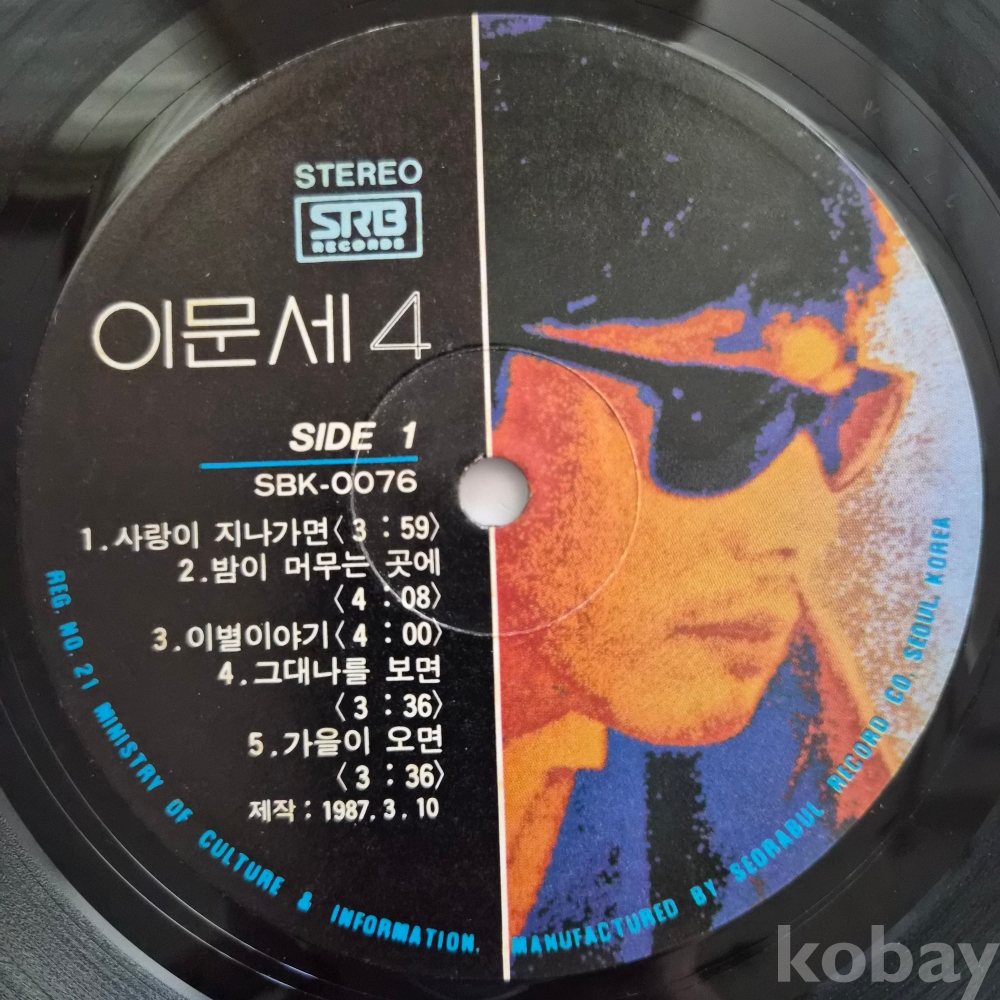 STEREO
SRB
RECORDS
이문세 4
SIDE 1
SBK-0076
1.사랑이 지나가면〈3:59〉
2.밤이 머무는 곳에
〈4:08〉
3.이별이야기〈4:00〉
4.그대나를 보면
〈3:36〉
5.가을이 오면
〈3:36〉
제작: 1987. 3. 10
REG. NO. 21 MINISTRY OF CULTURE & INFORMATION. MANUFACTURED BY SEORABUL RECORD CO. SEOUL. KOREA
kobay